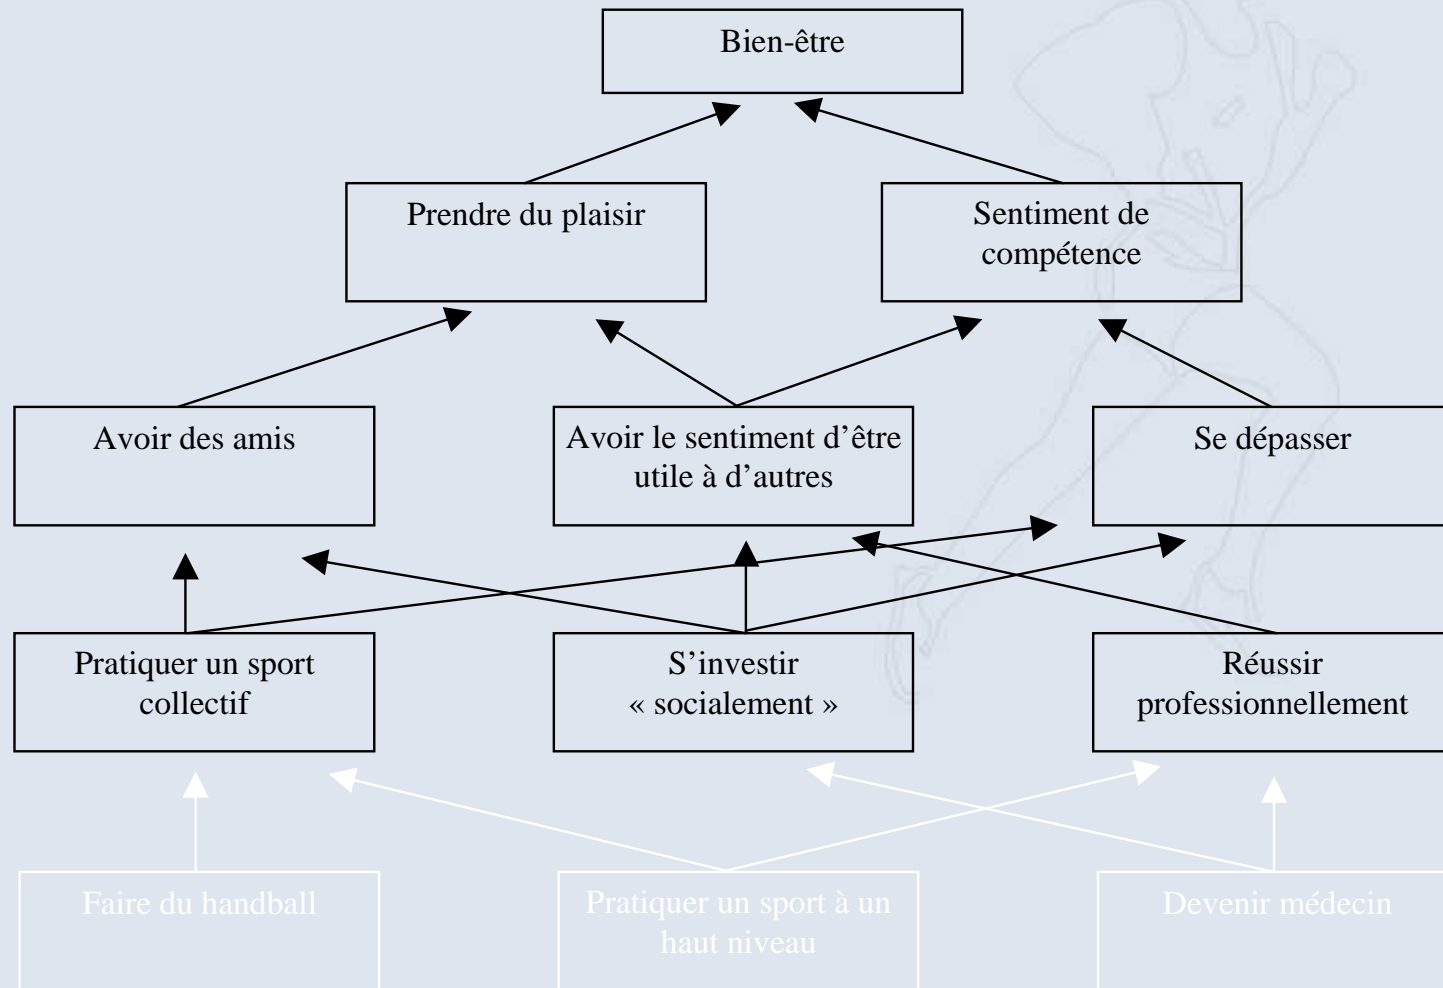 Bien-être
Prendre du plaisir
Sentiment de
compétence
Avoir des amis
Avoir le sentiment d’être
utile à d’autres
Se dépasser
Pratiquer un sport
collectif
S’investir
« socialement »
Réussir
professionnellement
Faire du handball
Pratiquer un sport à un
haut niveau
Devenir médecin